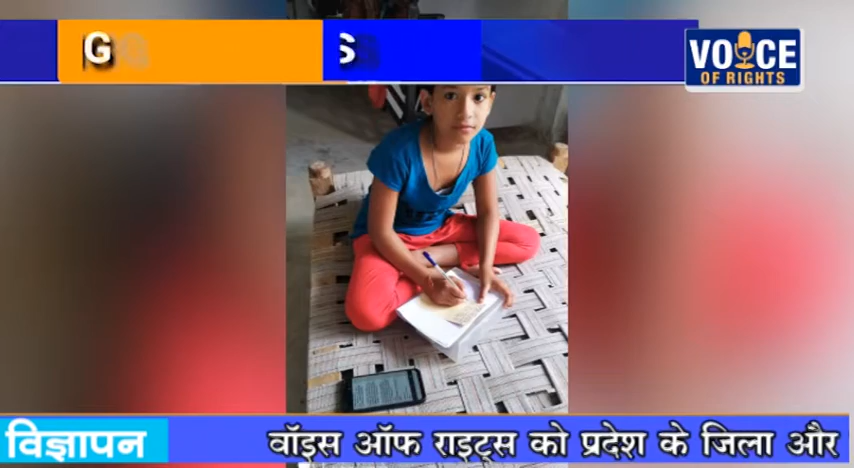 G
S
VOICE
OF RIGHTS
विज्ञापन
वॉइस ऑफ राइट्स को प्रदेश के जिला और